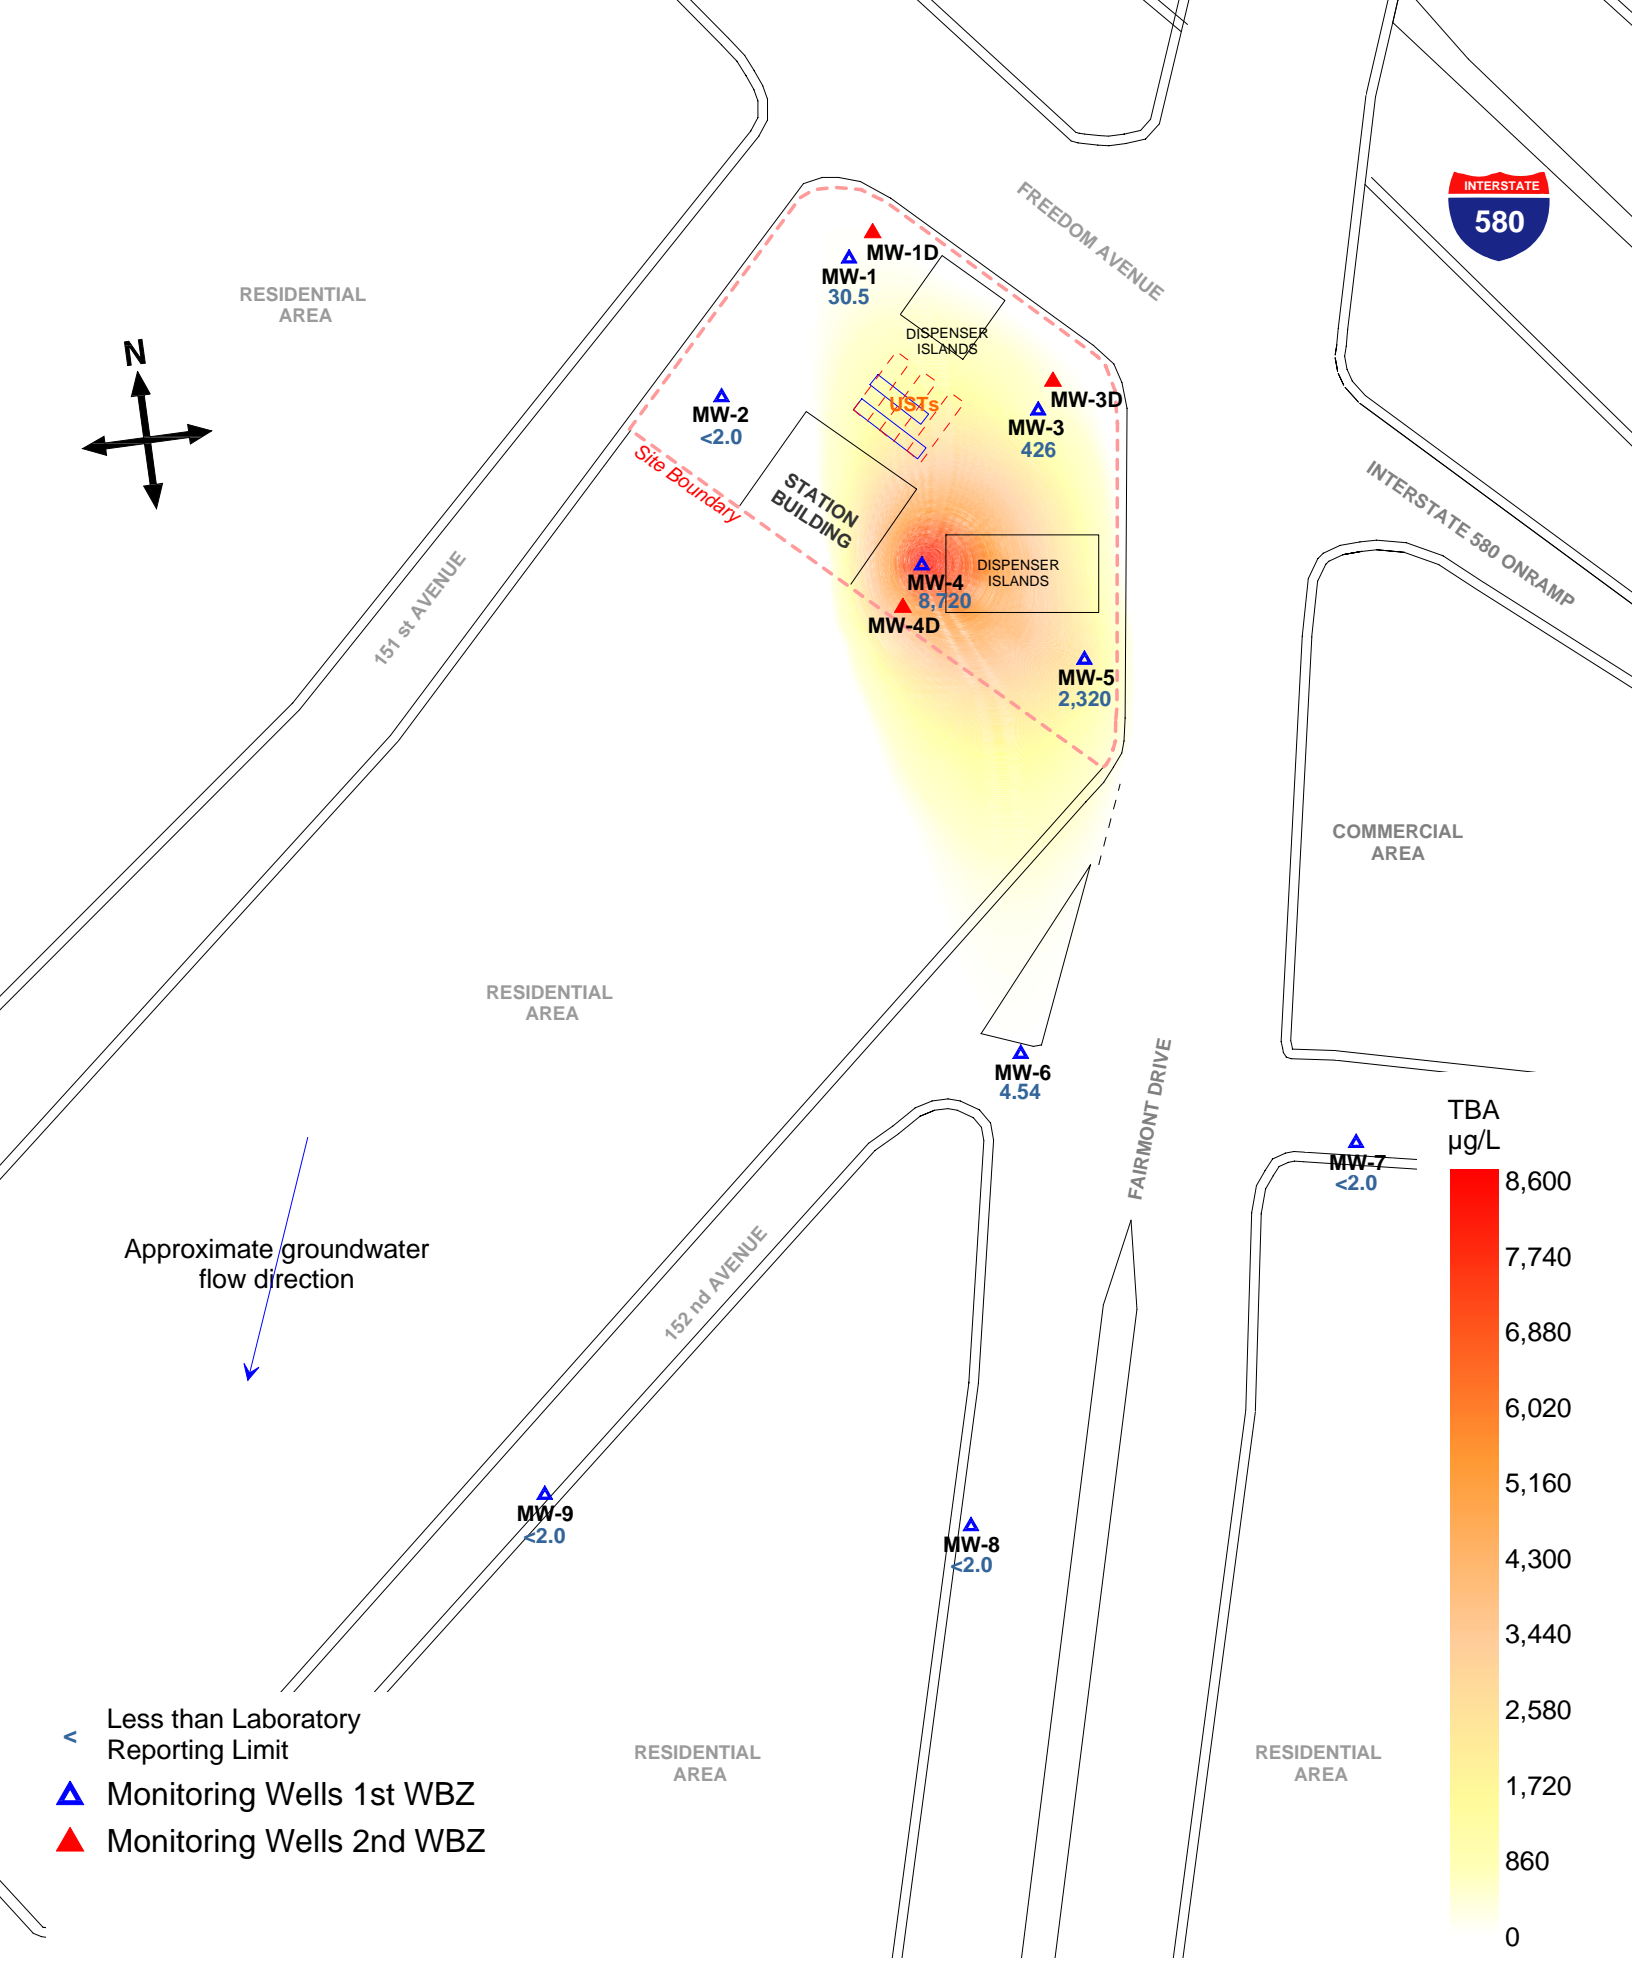 INTERSTATE
580
FREEDOM AVENUE
MW-1D
MW-1
30.5
RESIDENTIAL
AREA
DISPENSER
ISLANDS
N
USTs
MW-3D
MW-3
426
MW-2
<2.0
Site Boundary
STATION
BUILDING
INTERSTATE 580 ONRAMP
DISPENSER
ISLANDS
MW-4
8,720
MW-4D
151 st AVENUE
MW-5
2,320
COMMERCIAL
AREA
RESIDENTIAL
AREA
MW-6
4.54
FAIRMONT DRIVE
MW-7
<2.0
Approximate groundwater
flow direction
152 nd AVENUE
MW-9
<2.0
MW-8
<2.0
TBA
µg/L
8,600
7,740
6,880
6,020
5,160
4,300
3,440
2,580
1,720
860
0
RESIDENTIAL
AREA
RESIDENTIAL
AREA
< Less than Laboratory
Reporting Limit
Monitoring Wells 1st WBZ
Monitoring Wells 2nd WBZ